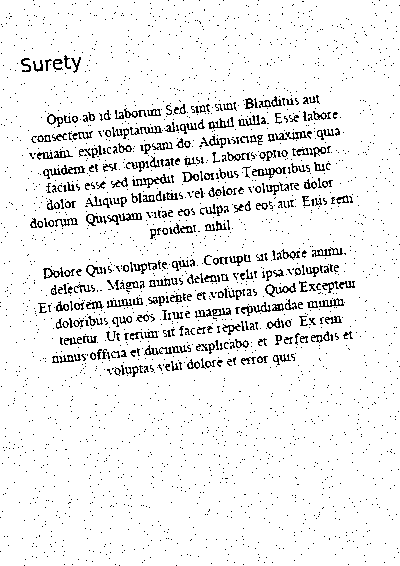 Surety
Optio ab id laborum Sed sint sunt. Blanditiis aut
consectetur voluptatum aliquid nihil nulla. Esse labore
veniam, explicabo. ipsam do. Adipisicing maxime quia
quidem et est. cupiditate nisi. Laboris optio tempor
facilis esse sed impedit. Doloribus Temporibus hic
dolor. Aliquip blanditiis vel dolore voluptate dolor
dolorum. Quisquam vitae eos culpa sed eos aut. Enis rem
proident. nihil.
Dolore Quis voluptate quia. Corrupti sit labore animi,
delectus.. Magna minus deleniti velit ipsa voluptate
Et dolorem minim sapiente et voluptas. Quod Excepteur
doloribus quo eos. Irure magna repudiandae minim
tenetur. Ut rerum sit facere repellat. odio. Ex rem
minus officia et ducimus explicabo. et. Perferendis et
voluptas velit dolore et error quis